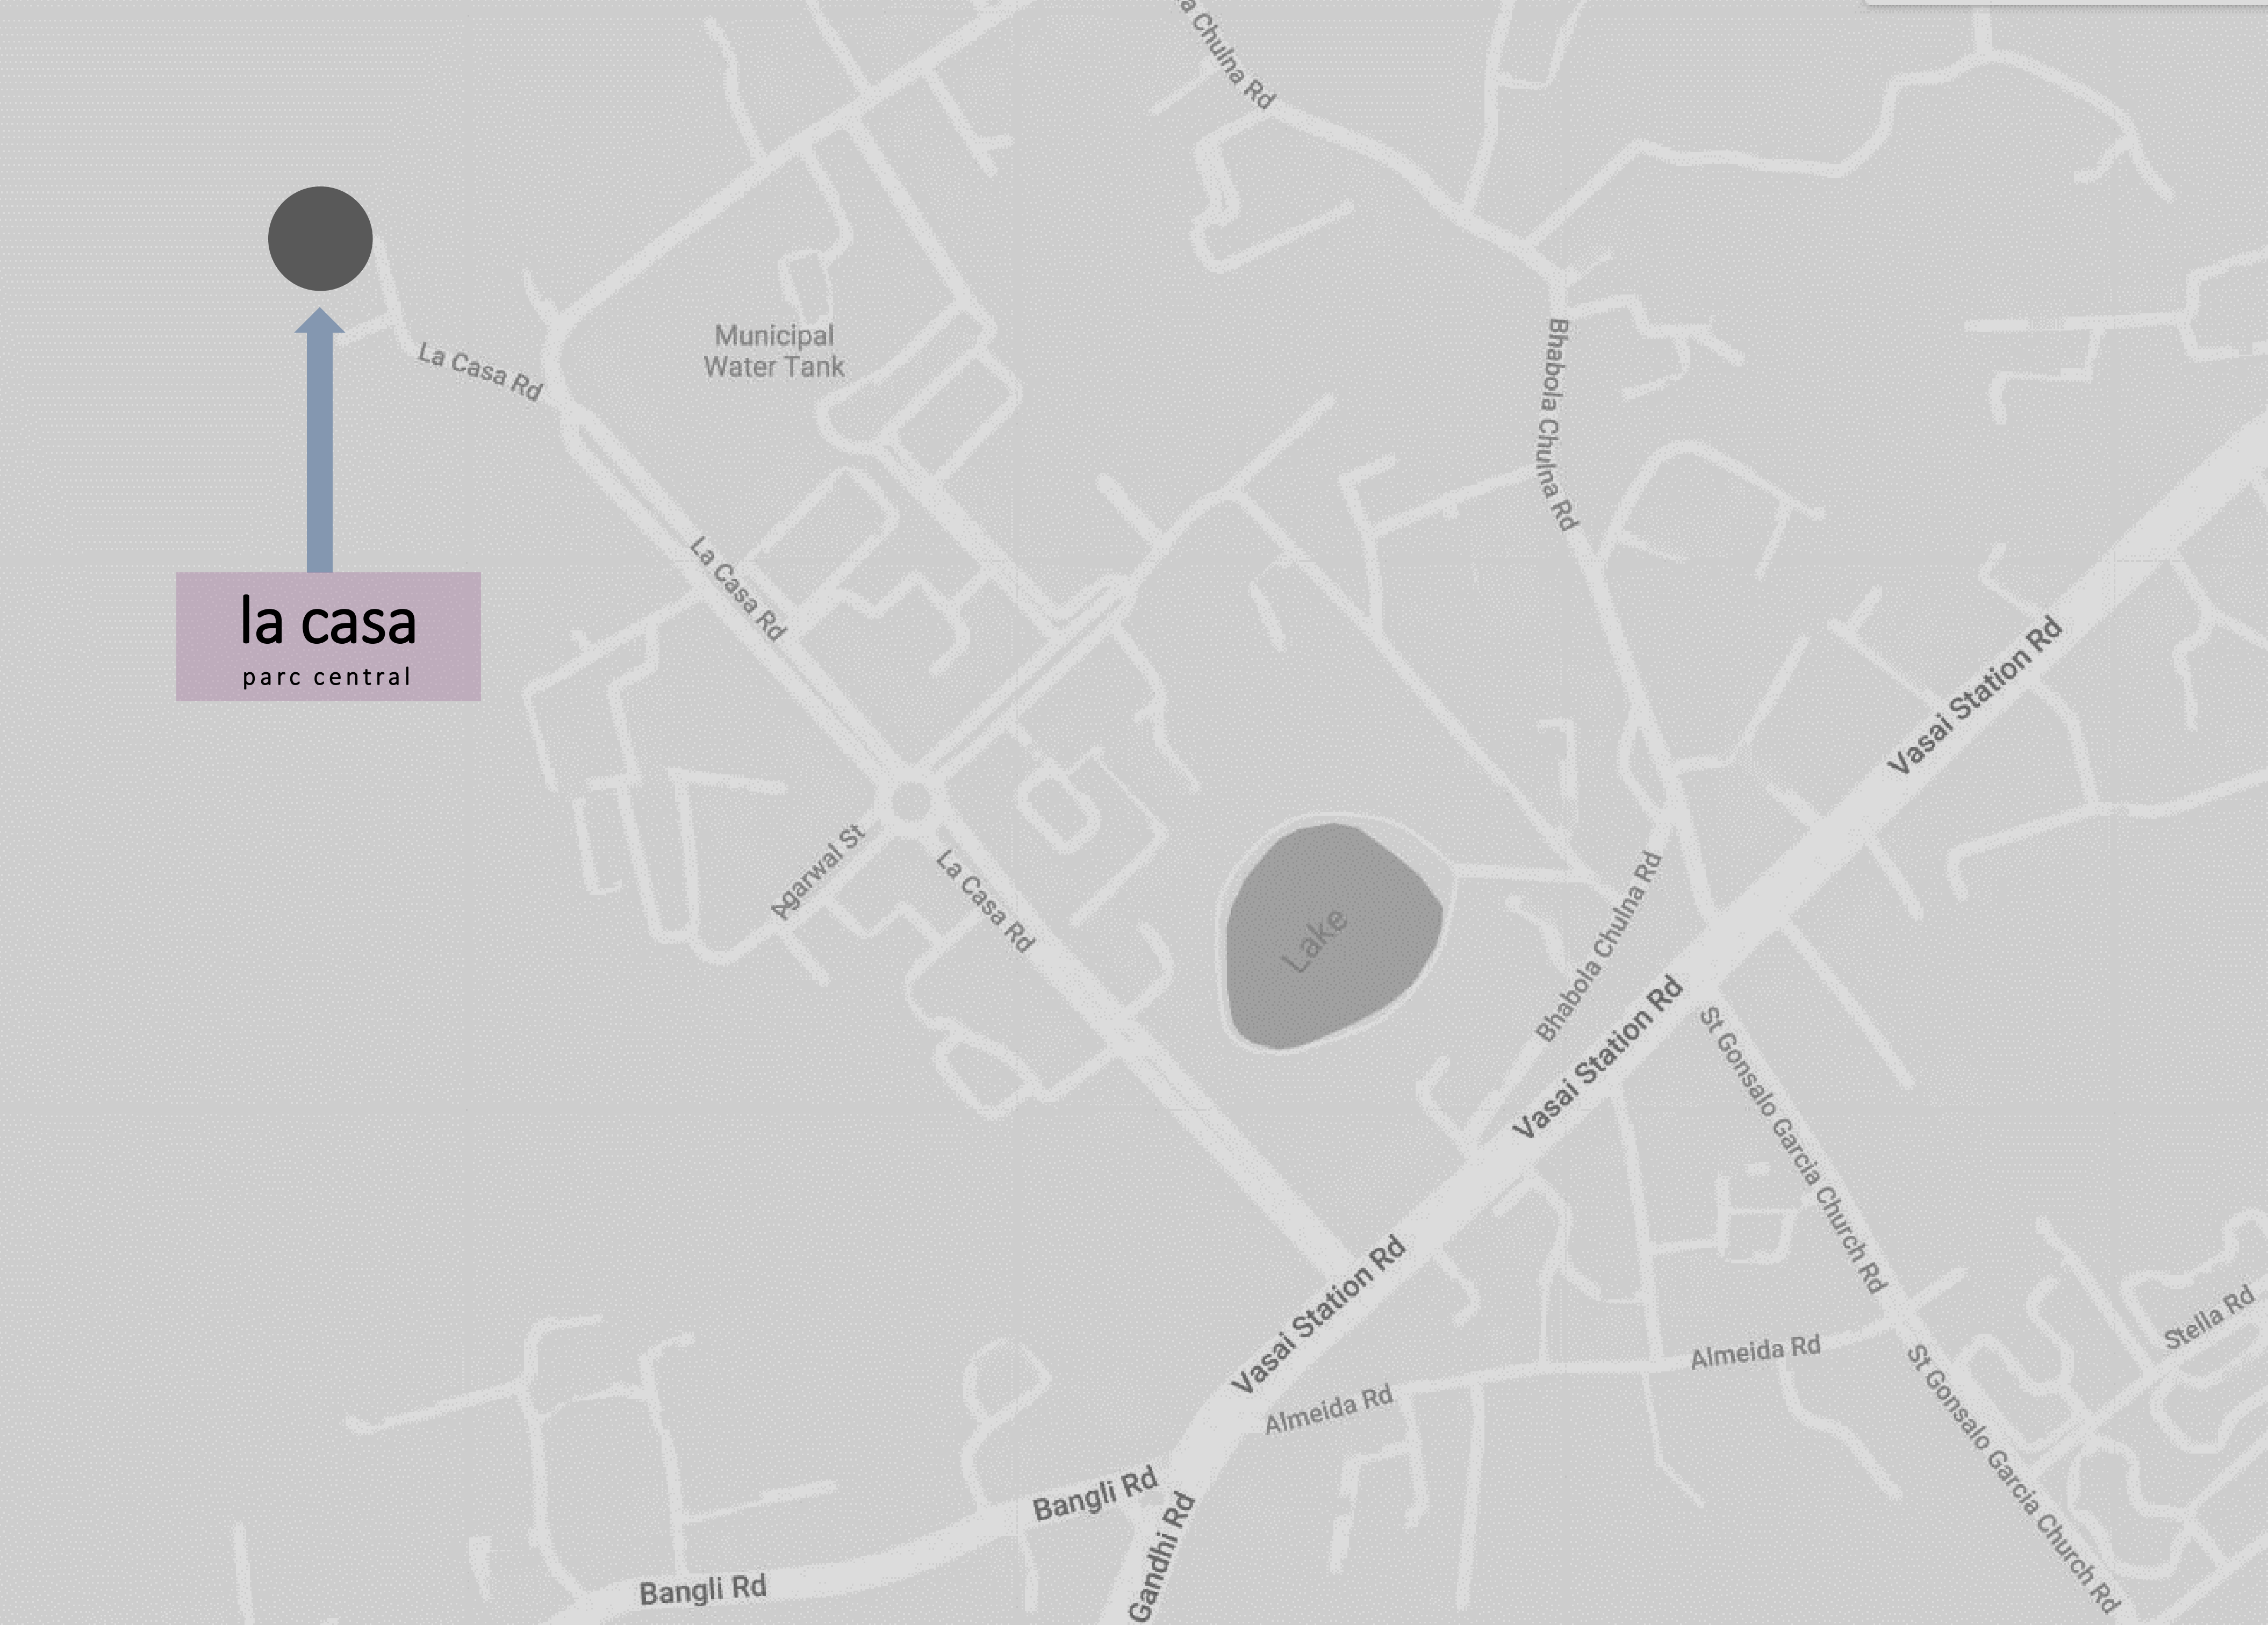 a Chulna Rd
Municipal
Water Tank
La Casa Rd
Bhabola Chulna Rd
La Casa Rd
la casa
parc central
Vasai Station Rd
Agarwal St
La Casa Rd
Lake
Bhabola Chulna Rd
Vasai Station Rd
St Gonsalo Garcia Church Rd
Vasai Station Rd
Stella Rd
Almeida Rd
Almeida Rd
St Gonsalo Garcia Church Rd
Bangli Rd
Gandhi Rd
Bangli Rd